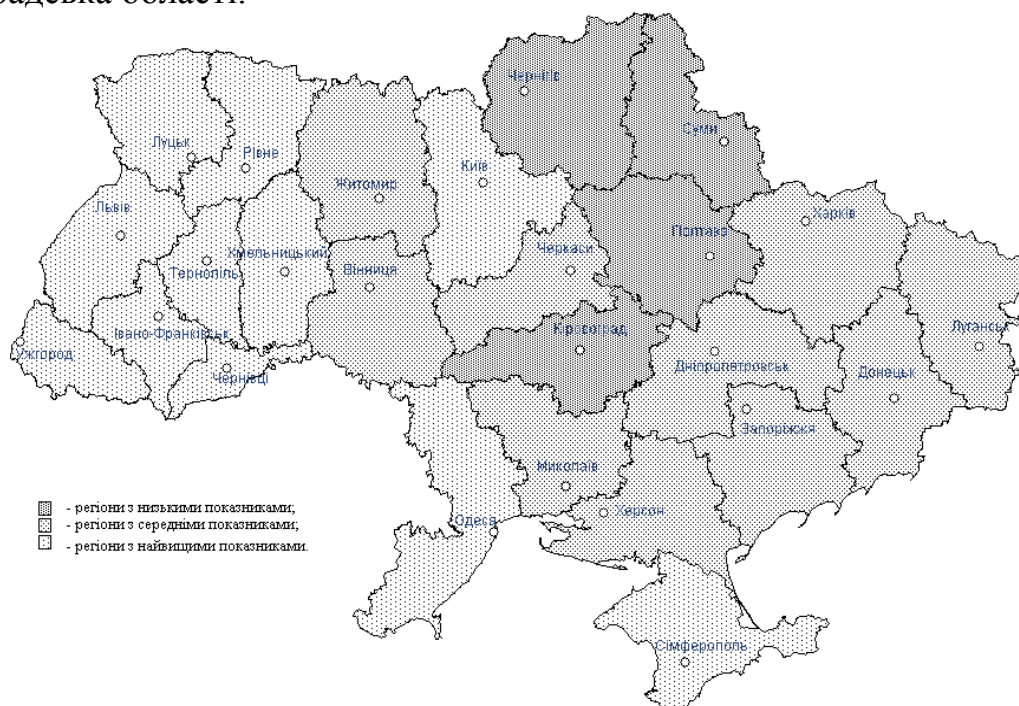 області.
Чернігів
Суми
Луцьк
Рівне
Київ
Житомир
Львів
Харків
Полтава
Черкаси
Хмельницький
Вінниця
Тернопіль
Івано-Франківськ
Кіровоград
Луганськ
Ужгород
Дніпропетровськ
Чернівці
Донецьк
Запоріжжя
Миколаїв
- регіони з низькими показниками;
Херсон
- регіони з середніми показниками;
Одеса
- регіони з найвищими показниками.
Сімферополь